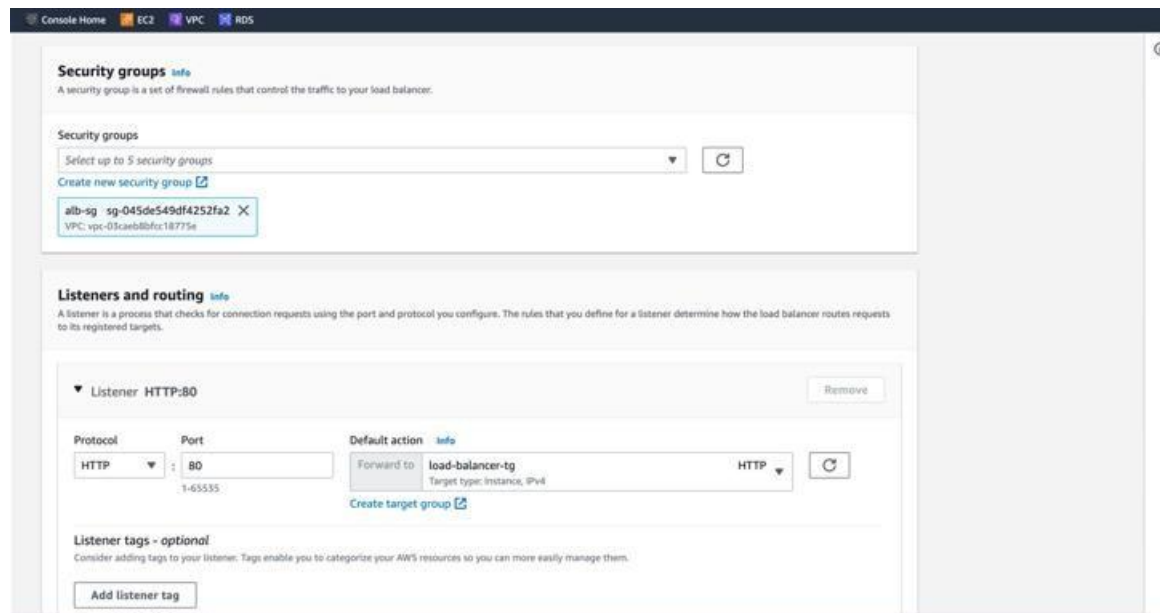 Console Home EC2 VPC RDS
Security groups Info
A security group is a set of firewall rules that control the traffic to your load balancer.
Security groups
Select up to 5 security groups
Create new security group
alb-sg sg-045de549df4252fa2
VPC: vpc-03caeb8bfcc18775e
Listeners and routing Info
A listener is a process that checks for connection requests using the port and protocol you configure. The rules that you define for a listener determine how the load balancer routes requests
to its registered targets.
Listener HTTP:80
Remove
Protocol Port Default action Info
HTTP : 80 Forward to load-balancer-tg HTTP
Target type: Instance, IPv4
1-65535
Create target group
Listener tags - optional
Consider adding tags to your listener. Tags enable you to categorize your AWS resources so you can more easily manage them.
Add listener tag